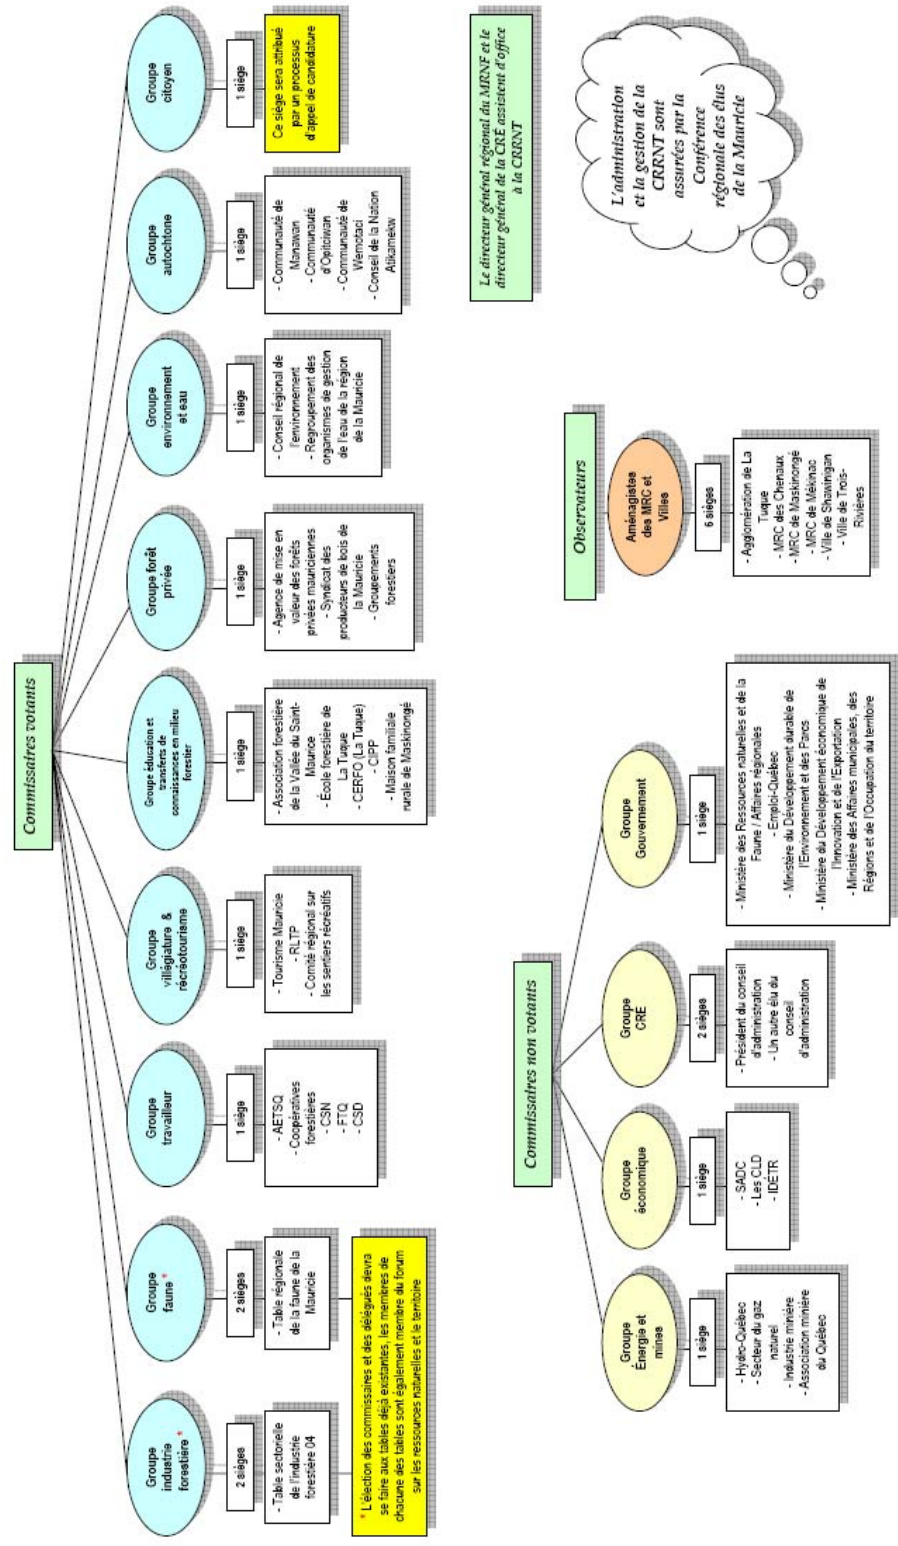 Commissaires votants
Groupe
industrie
forestière *
2 sièges
- Table sectorielle
de l'industrie
forestière 04
Groupe
faune *
2 sièges
- Table régionale
de la faune de la
Mauricie
* L'élection des commissaires et des délégués devra
se faire aux tables déjà existantes, les membres de
chacune des tables sont également membre du forum
sur les ressources naturelles et le territoire
Groupe
travailleur
1 siège
- AETSQ
- Coopératives
forestières
- CSN
- FTQ
- CSD
Groupe
villégiature &
récréotourisme
1 siège
- Tourisme Mauricie
- RLTP
- Comité régional sur
les sentiers récréatifs
Groupe éducation et
transferts de
connaissances en milieu
forestier
1 siège
- Association forestière
de la Vallée du Saint-
Maurice
- École forestière de
La Tuque
- CERFO (La Tuque)
- CIPP
- Maison familiale
rurale de Maskinongé
Groupe forêt
privée
1 siège
- Agence de mise en
valeur des forêts
privées mauriciennes
- Syndicat des
producteurs de bois de
la Mauricie
- Groupements
forestiers
Groupe
environnement
et eau
1 siège
- Conseil régional de
l'environnement
- Regroupement des
organismes de gestion
de l'eau de la région
de la Mauricie
Groupe
autochtone
1 siège
- Communauté de
Manawan
- Communauté
d'Opitciwan
- Communauté de
Wemotaci
- Conseil de la Nation
Atikamekw
Groupe
citoyen
1 siège
Ce siège sera attribué
par un processus
d'appel de candidature
Commissaires non votants
Groupe
Énergie et
mines
1 siège
- Hydro-Québec
- Secteur du gaz
naturel
- Industrie minière
- Association minière
du Québec
Groupe
économique
1 siège
- SADC
- Les CLD
- IDÉTR
Groupe
CRÉ
2 sièges
- Président du conseil
d'administration
- Un autre élu du
conseil
d'administration
Groupe
Gouvernement
1 siège
- Ministère des Ressources naturelles et de la
Faune / Affaires régionales
- Emploi-Québec
- Ministère du Développement durable de
l'Environnement et des Parcs
- Ministère du Développement économique de
l'Innovation et de l'Exportation
- Ministère des Affaires municipales, des
Régions et de l'Occupation du territoire
Observateurs
Aménagistes
des MRC et
Villes
6 sièges
- Agglomération de La
Tuque
- MRC des Chenaux
- MRC de Maskinongé
- MRC de Mékinac
- Ville de Shawinigan
- Ville de Trois-
Rivières
Le directeur général régional du MRNF et le
directeur général de la CRÉ assistent d'office
à la CRRNT
L'administration
et la gestion de la
CRRNT sont
assurées par la
Conférence
régionale des élus
de la Mauricie